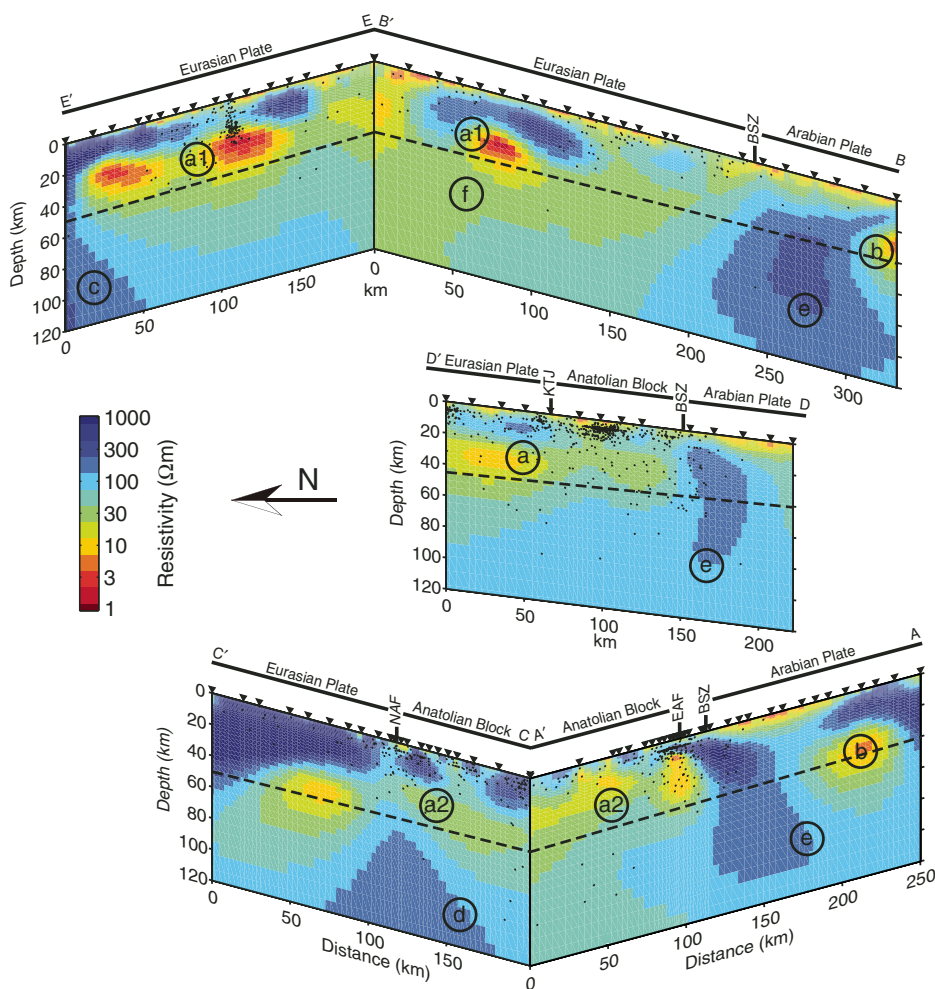 E B′
Eurasian Plate
Eurasian Plate
E′
BSZ
Arabian Plate
B
0
20
40
60
80
100
120
Depth (km)
a1
a1
f
b
c
e
0
50
100
150
0
km
50
100
150
200
250
300
D′ Eurasian Plate
KTJ
Anatolian Block
BSZ
Arabian Plate D
0
20
40
60
80
100
120
Depth (km)
a
e
0
50
100
km
150
200
1000
300
100
30
10
3
1
Resistivity (Ωm)
N
C′
Eurasian Plate
NAF
Anatolian Block
C A′
Anatolian Block
EAF
BSZ
Arabian Plate
A
0
20
40
60
80
100
120
Depth (km)
a2
a2
b
d
e
0
50
100
150
Distance (km)
0
50
100
150
200
250
Distance (km)